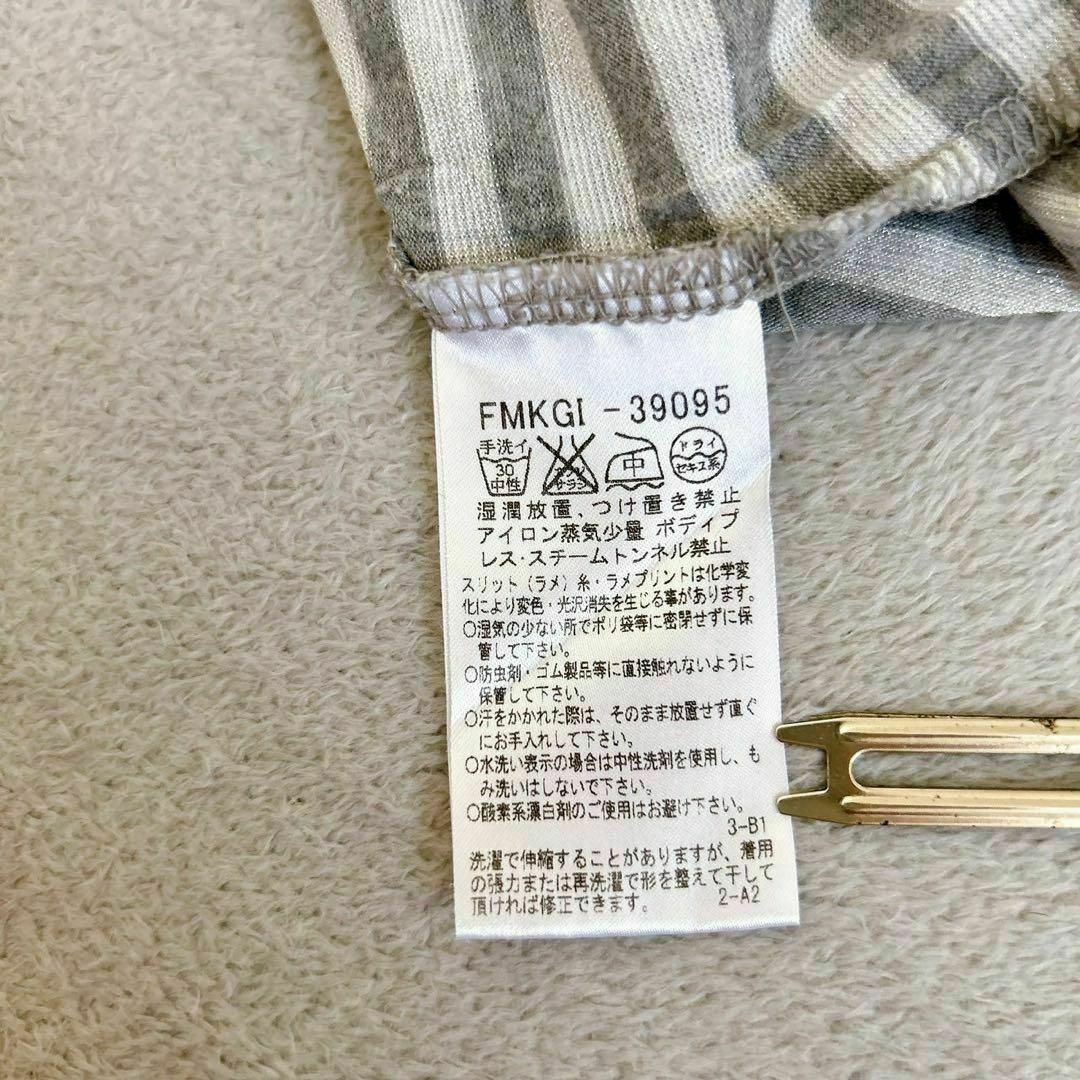 FMKGI -39095
手洗イ
30
中性
エンソ
サラシ
中
ドライ
セキユ系
湿潤放置、つけ置き禁止
アイロン蒸気少量 ボディプ
レス・スチームトンネル禁止
スリット（ラメ）糸・ラメプリントは化学変
化により変色・光沢消失を生じる事があります。
○湿気の少ない所でポリ袋等に密閉せずに保
管して下さい。
○防虫剤・ゴム製品等に直接触れないように
保管して下さい。
○汗をかかれた際は、そのまま放置せず直ぐ
にお手入れして下さい。
○水洗い表示の場合は中性洗剤を使用し、も
み洗いはしないで下さい。
○酸素系漂白剤のご使用はお避け下さい。
3-B1
洗濯で伸縮することがありますが、着用
の張力または再洗濯で形を整えて干して
頂ければ修正できます。 2-A2